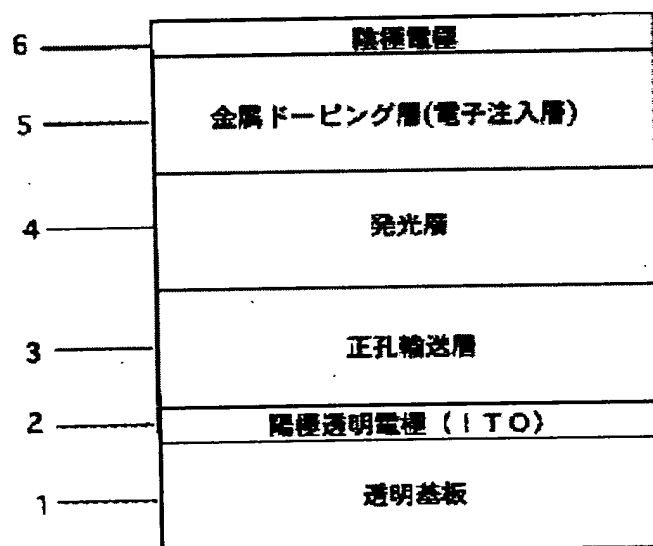 6 陰極電極
5 金属ドーピング層(電子注入層)
4 発光層
3 正孔輸送層
2 陽極透明電極(ITO)
1 透明基板